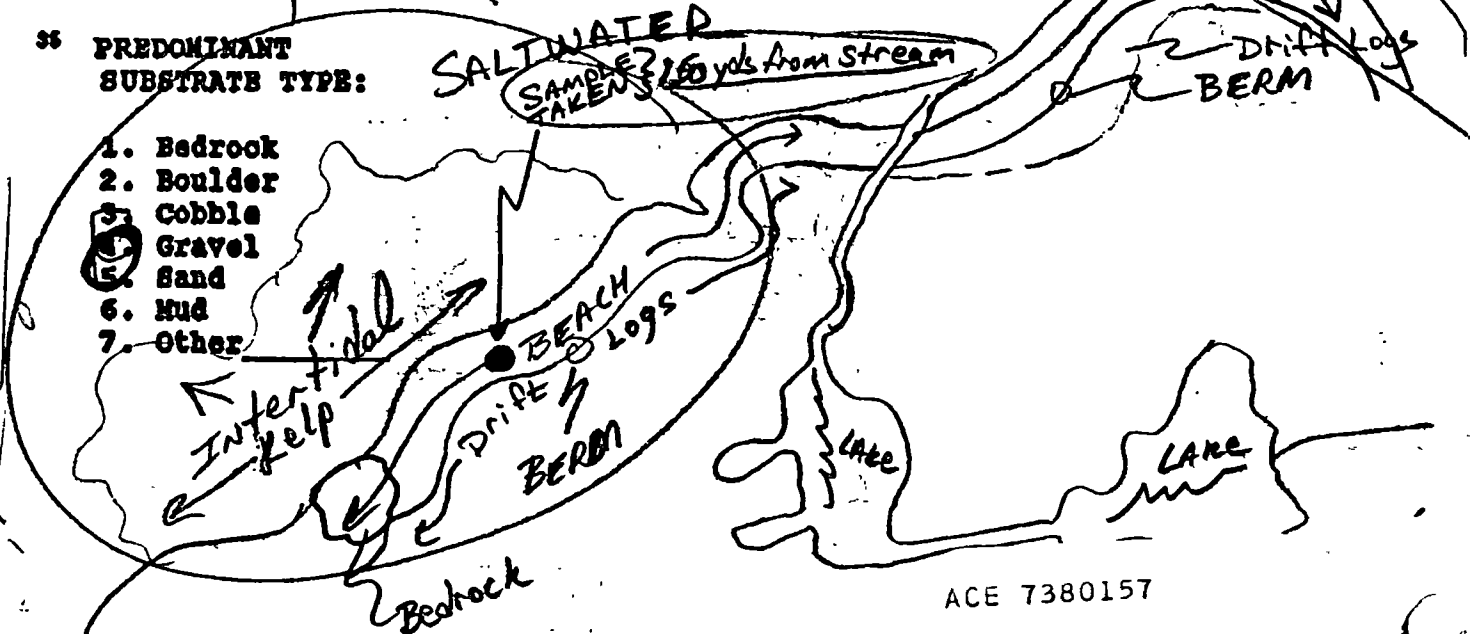 35 PREDOMINANT
SUBSTRATE TYPE:
1. Bedrock
2. Boulder
3. Cobble
4. Gravel
5. Sand
6. Mud
7. Other
SALTWATER
SAMPLE TAKEN } 150 yds from stream
Drift Logs
BERM
BEACH
Drift Logs
BERM
Intertidal
Kelp
Bedrock
LAKE
LAKE
ACE 7380157